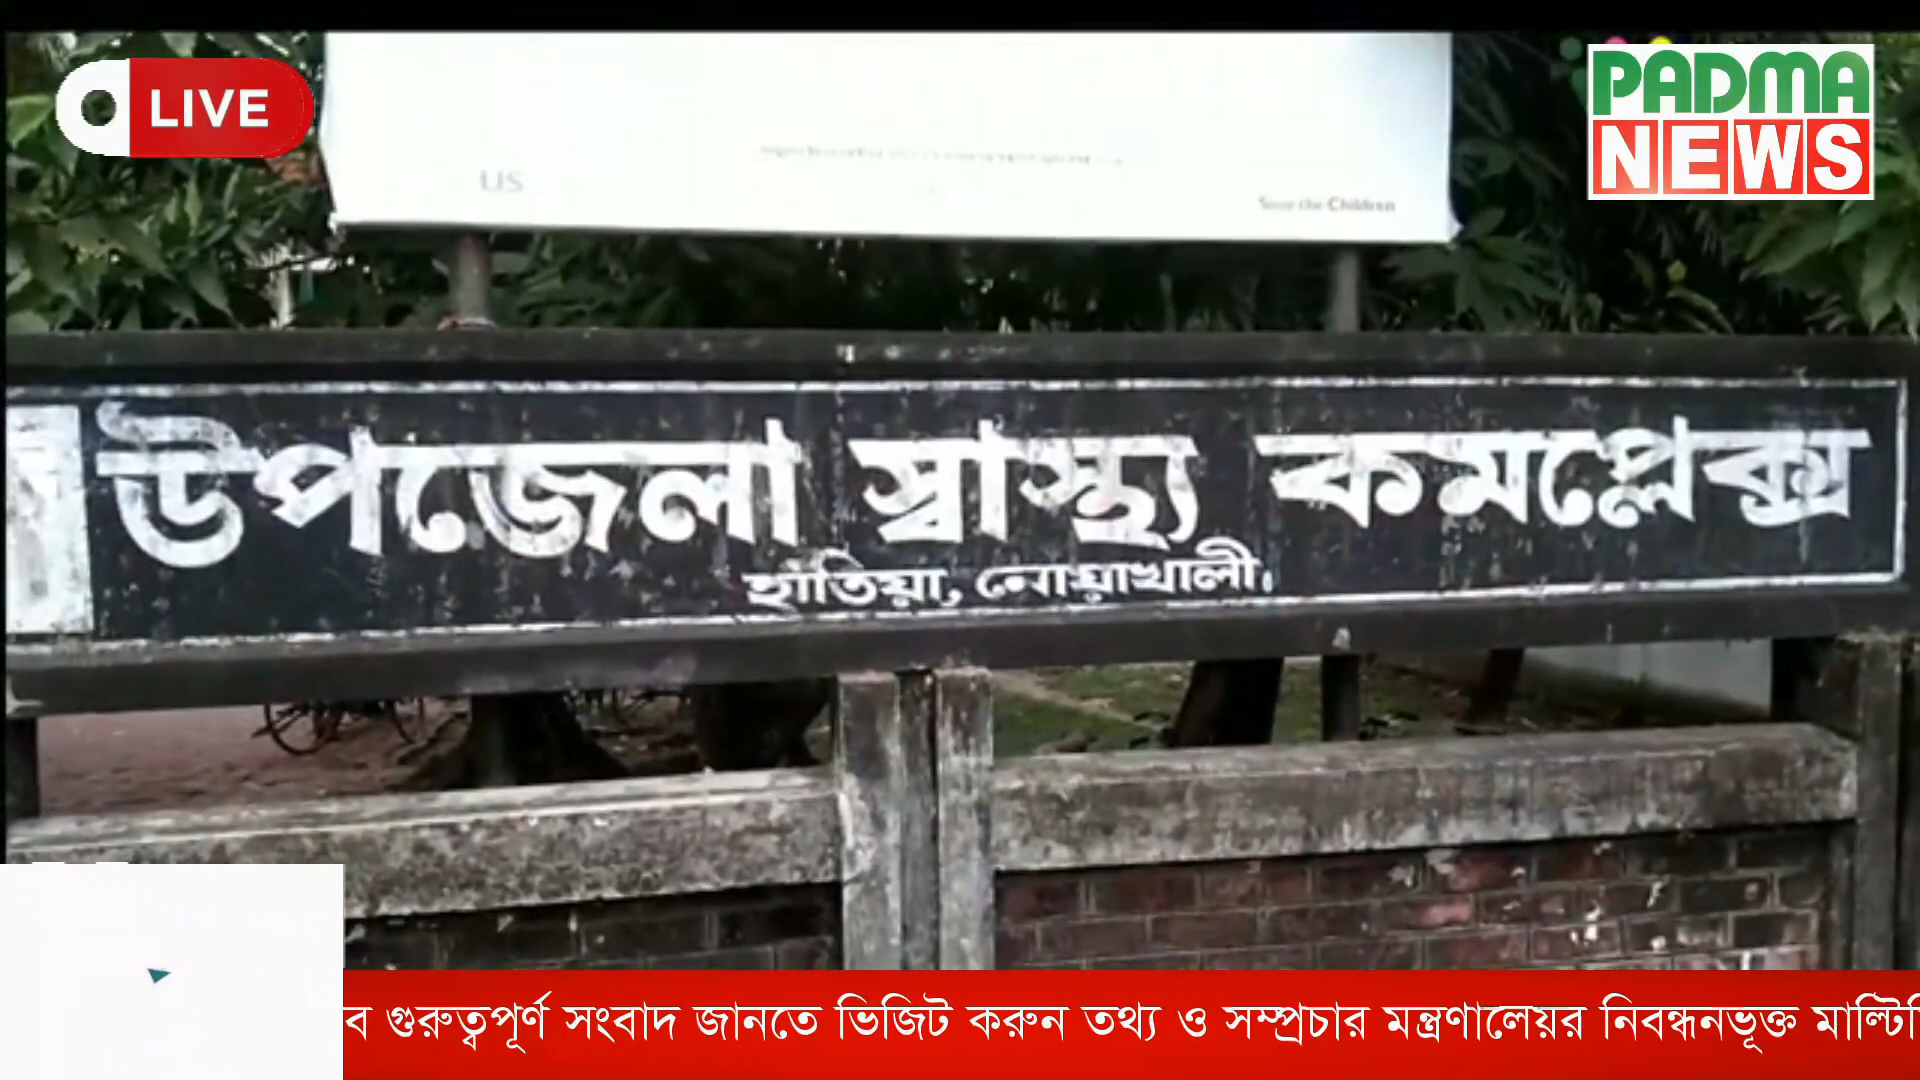 LIVE
PADMA
NEWS
US
Save the Children
উপজেলা স্বাস্থ্য কমপ্লেক্স
হাতিয়া, নোয়াখালী।
গুরুত্বপূর্ণ সংবাদ জানতে ভিজিট করুন তথ্য ও সম্প্রচার মন্ত্রণালেয়র নিবন্ধনভূক্ত